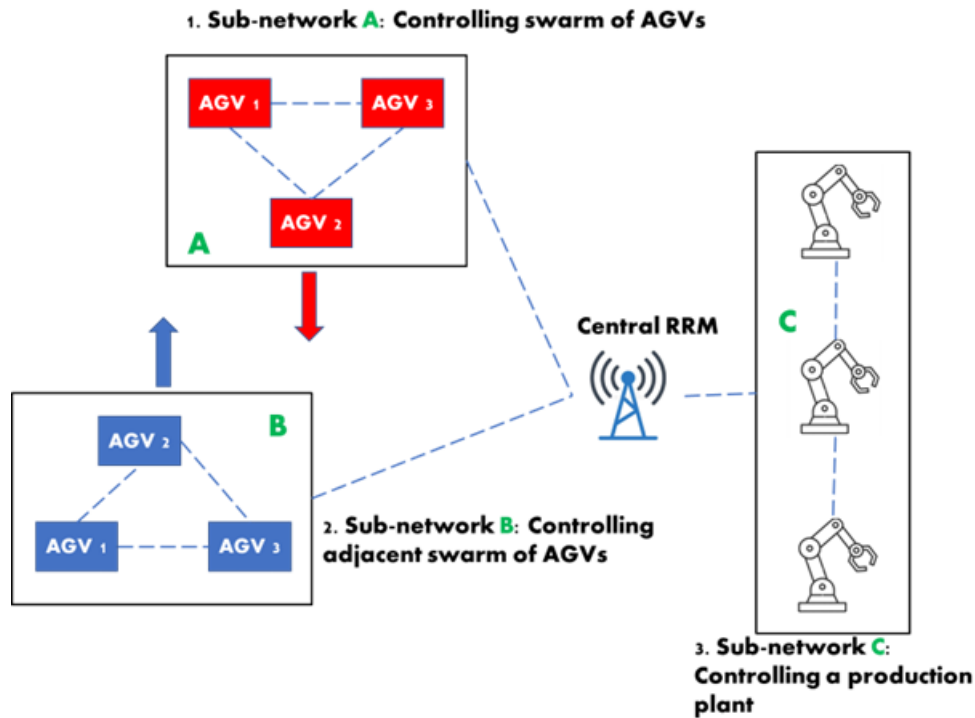 1. Sub-network A: Controlling swarm of AGVs
AGV 1
AGV 3
AGV 2
A
Central RRM
C
B
AGV 2
AGV 1
AGV 3
2. Sub-network B: Controlling
adjacent swarm of AGVs
3. Sub-network C:
Controlling a production
plant